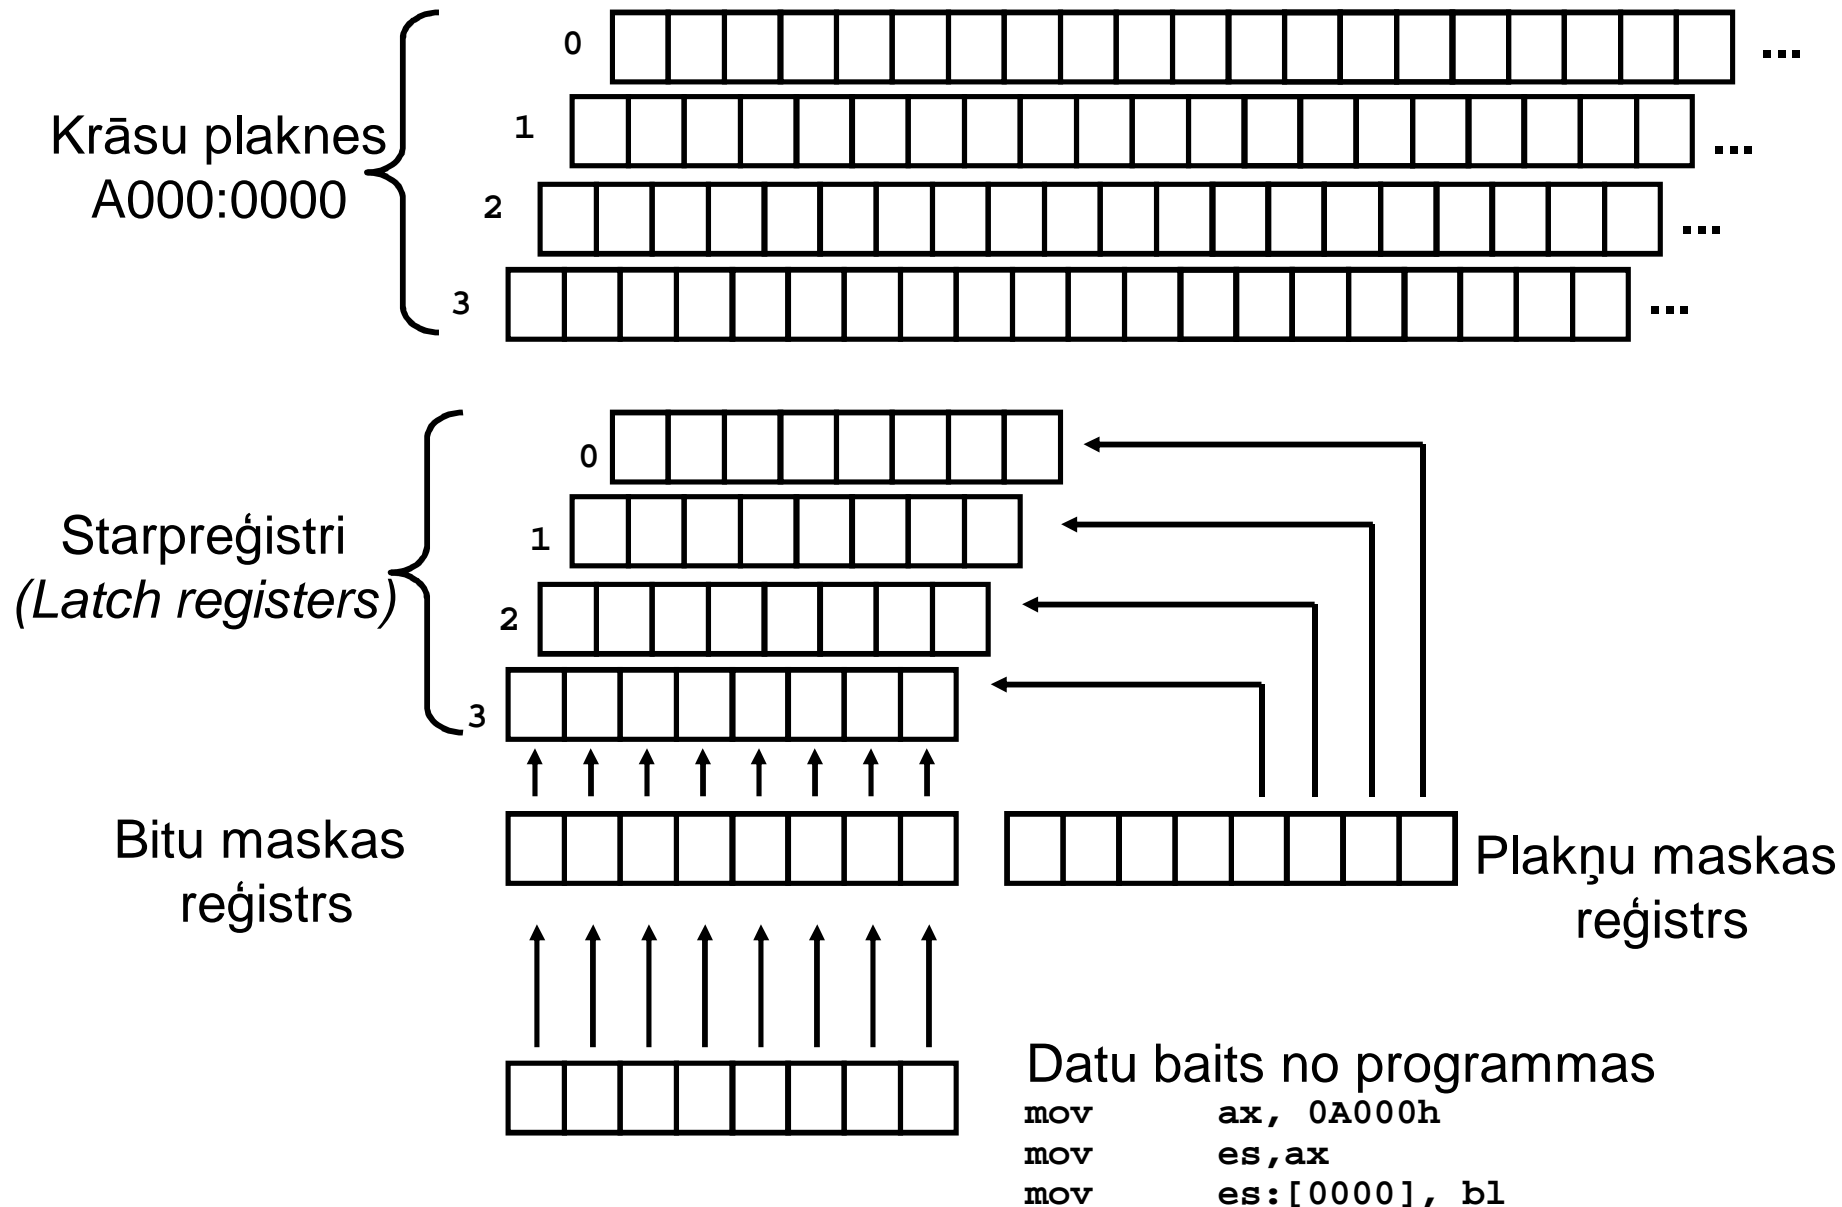 0
...
1
...
Krāsu plaknes
A000:0000
2
...
3
...
0
1
Starpreģistri
(Latch registers)
2
3
Bitu maskas
reģistrs
Plakņu maskas
reģistrs
Datu baits no programmas
mov ax, 0A000h
mov es,ax
mov es:[0000], bl